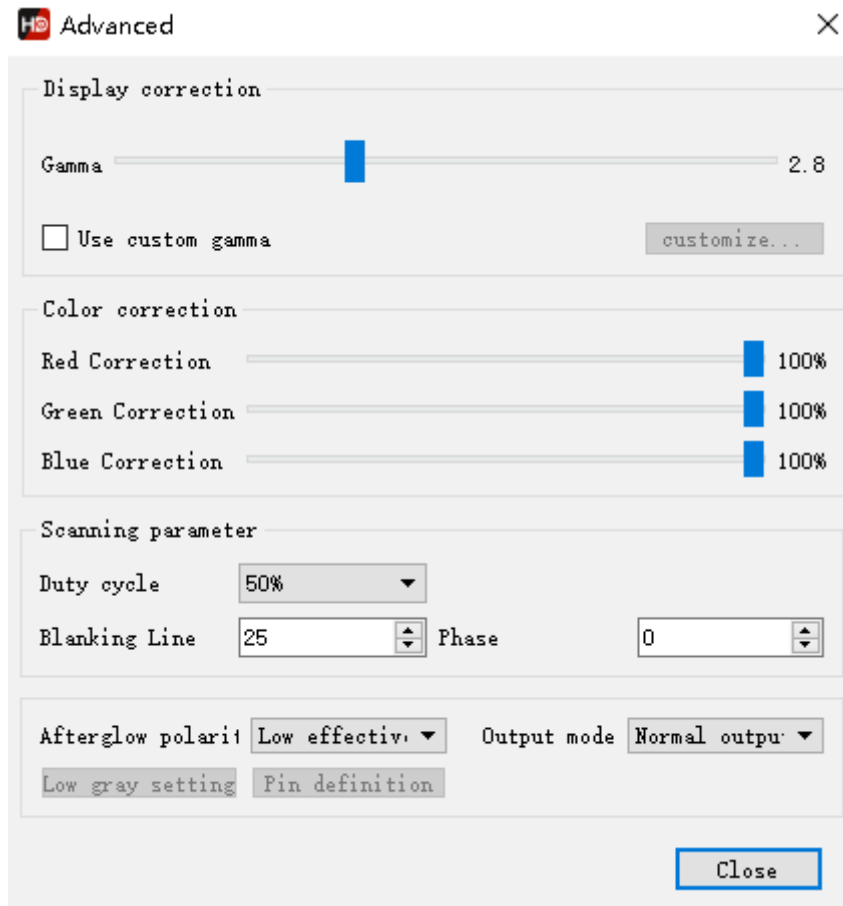 HD Advanced
Display correction
Gamma 2.8
Use custom gamma customize...
Color correction
Red Correction 100%
Green Correction 100%
Blue Correction 100%
Scanning parameter
Duty cycle 50%
Blanking Line 25 Phase 0
Afterglow polarit Low effectiv Output mode Normal outpu
Low gray setting Pin definition
Close